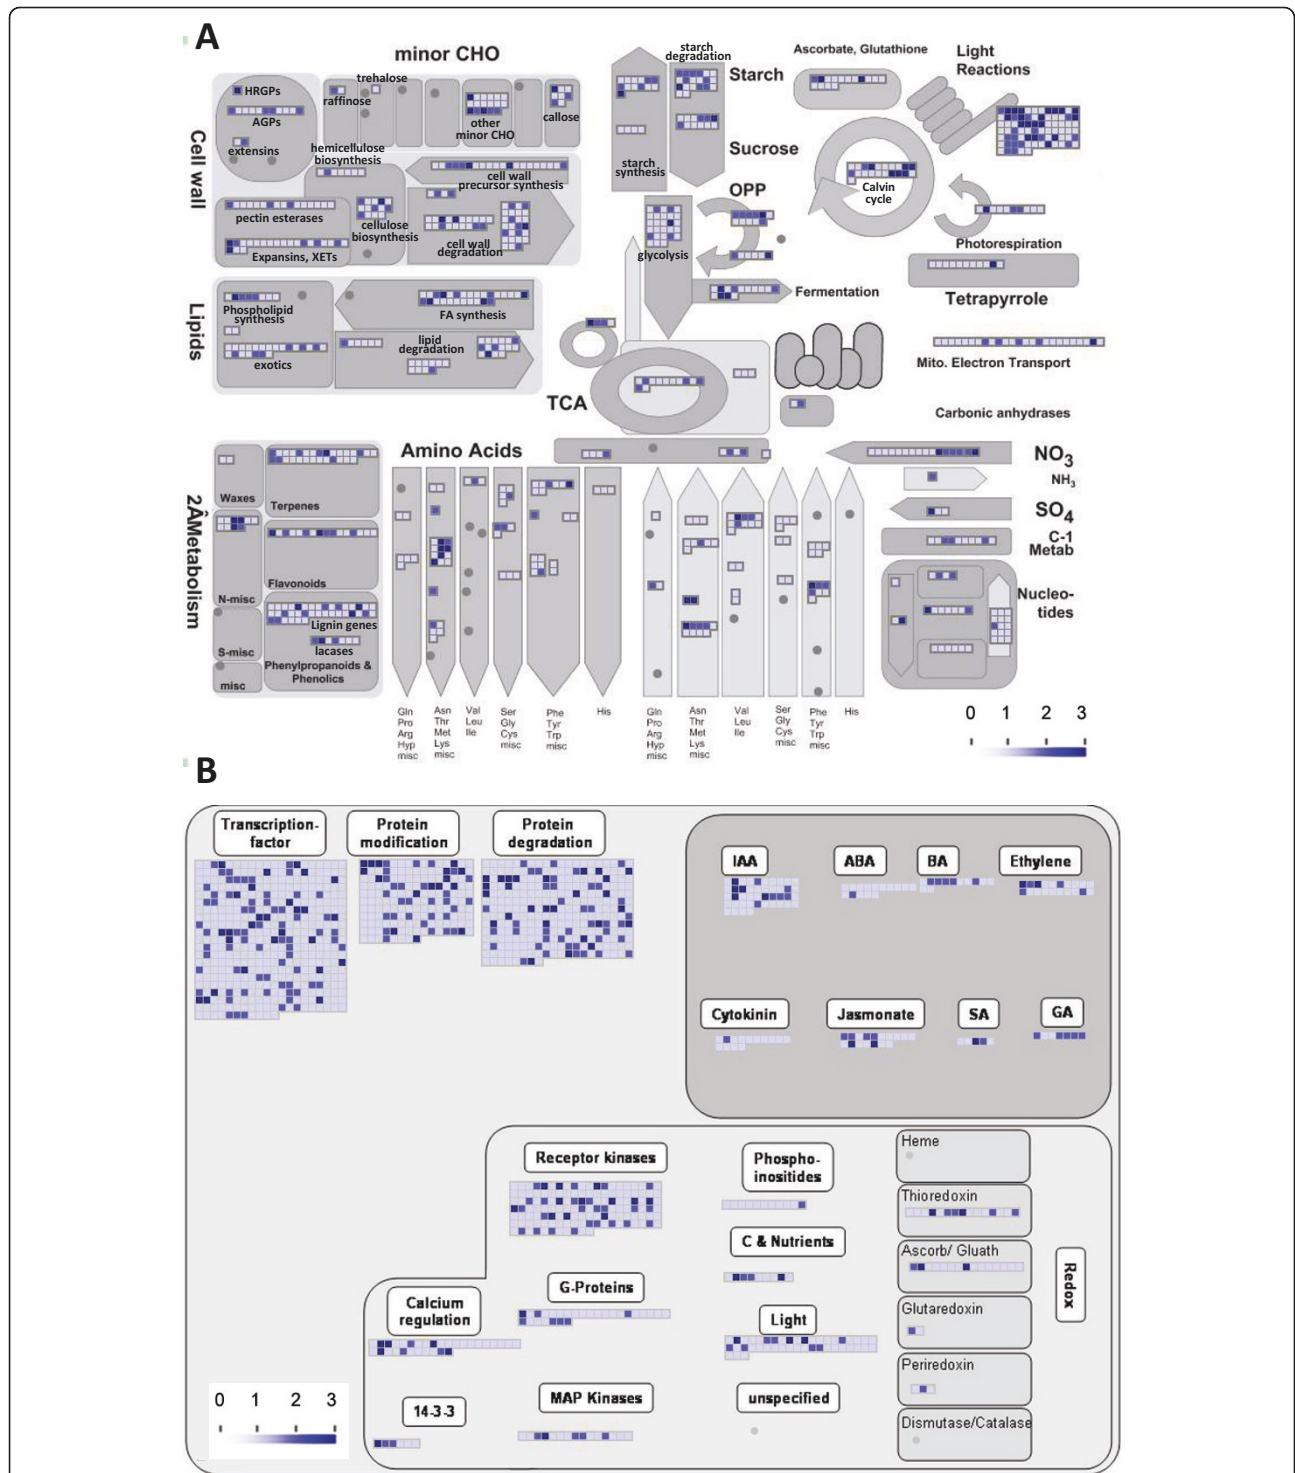 A
minor CHO
Cell wall
HRGPs
AGPs
extensins
raffinose
trehalose
other
minor CHO
callose
hemicellulose
biosynthesis
cell wall
precursor synthesis
pectin esterases
cellulose
biosynthesis
Expansins, XETs
cell wall
degradation
starch
degradation
Starch
starch
synthesis
Sucrose
Ascorbate, Glutathione
Light
Reactions
Calvin
cycle
OPP
Photorespiration
glycolysis
Fermentation
Tetrapyrrole
Mito. Electron Transport
Carbonic anhydrases
TCA
Lipids
Phospholipid
synthesis
exotics
FA synthesis
lipid
degradation
2ÂMetabolism
Waxes
Terpenes
N-misc
Flavonoids
S-misc
misc
Lignin genes
lacases
Phenylpropanoids &
Phenolics
Amino Acids
Gln
Pro
Arg
Hyp
misc
Asn
Thr
Met
Lys
misc
Val
Leu
Ile
Ser
Gly
Cys
misc
Phe
Tyr
Trp
misc
His
Gln
Pro
Arg
Hyp
misc
Asn
Thr
Met
Lys
misc
Val
Leu
Ile
Ser
Gly
Cys
misc
Phe
Tyr
Trp
misc
His
NO3
NH3
SO4
C-1
Metab
Nucleo-
tides
0 1 2 3
B
Transcription-
factor
Protein
modification
Protein
degradation
IAA
ABA
BA
Ethylene
Cytokinin
Jasmonate
SA
GA
Receptor kinases
Phospho-
inositides
C & Nutrients
G-Proteins
Calcium
regulation
Light
MAP Kinases
unspecified
14-3-3
Heme
Thioredoxin
Ascorb/ Gluath
Glutaredoxin
Periredoxin
Dismutase/Catalase
Redox
0 1 2 3